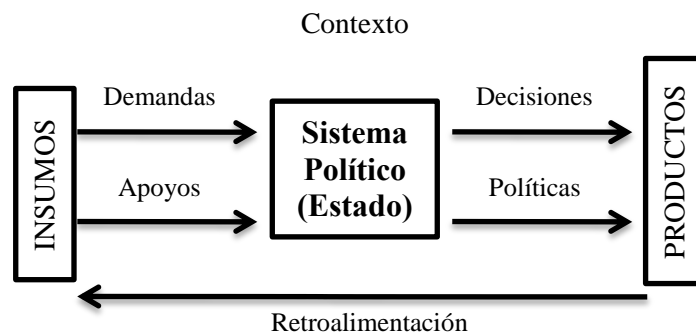 Contexto
Demandas
Decisiones
INSUMOS
Sistema
Político
(Estado)
PRODUCTOS
Apoyos
Políticas
Retroalimentación